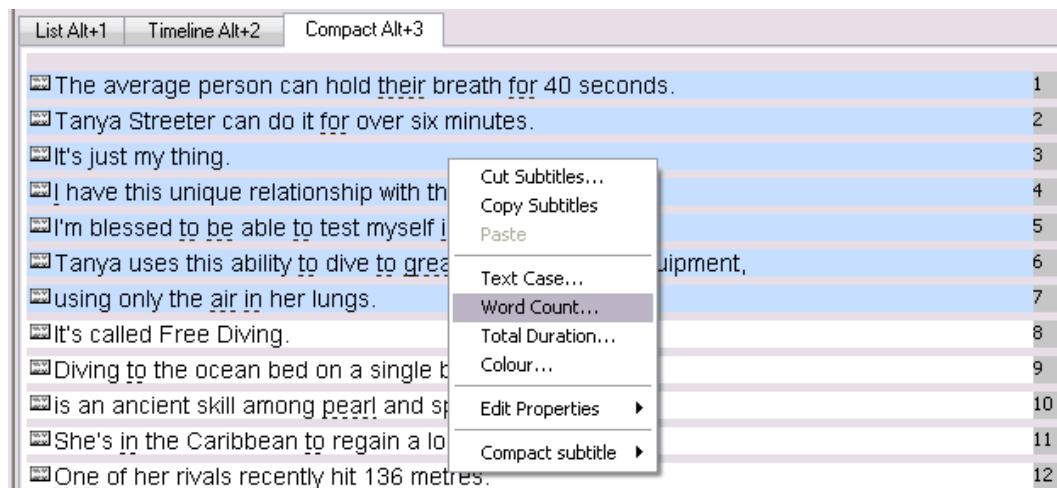 List Alt+1 Timeline Alt+2 Compact Alt+3
The average person can hold their breath for 40 seconds. 1
Tanya Streeter can do it for over six minutes. 2
It's just my thing. 3
I have this unique relationship with th 4
I'm blessed to be able to test myself i 5
Tanya uses this ability to dive to grea uipment, 6
using only the air in her lungs. 7
It's called Free Diving. 8
Diving to the ocean bed on a single b 9
is an ancient skill among pearl and sp 10
She's in the Caribbean to regain a lo 11
One of her rivals recently hit 136 metres. 12
Cut Subtitles...
Copy Subtitles
Paste
Text Case...
Word Count...
Total Duration...
Colour...
Edit Properties
Compact subtitle